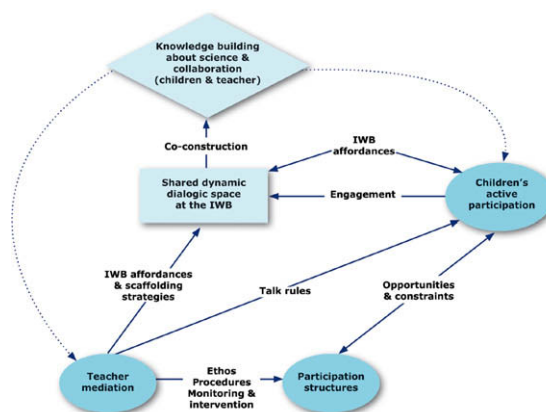 Knowledge building
about science &
collaboration
(children & teacher)
Co-construction
IWB
affordances
Shared dynamic
dialogic space
at the IWB
Engagement
Children's
active
participation
IWB affordances
& scaffolding
strategies
Talk rules
Opportunities
& constraints
Teacher
mediation
Ethos
Procedures
Monitoring &
intervention
Participation
structures